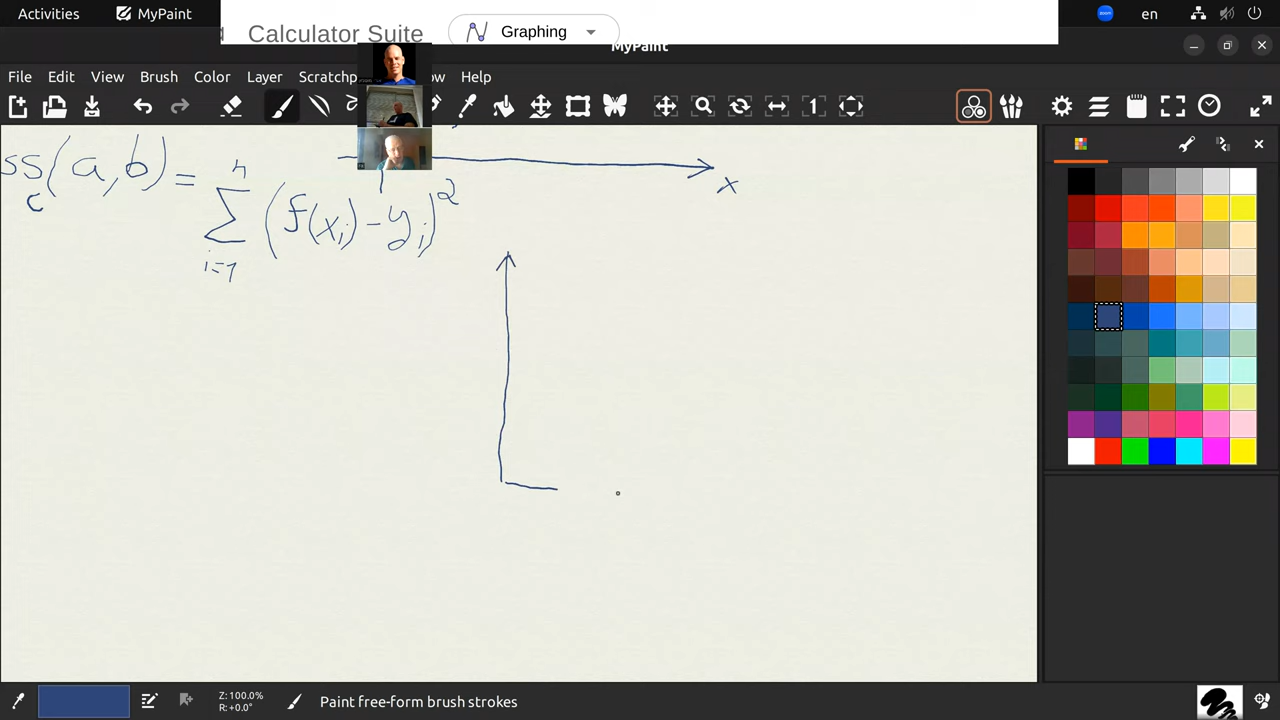 Activities MyPaint en
Calculator Suite Graphing
MyPaint
File Edit View Brush Color Layer Help
ss(a,b) = n
c Σ (f(xᵢ) - yᵢ)²
i=1
x
Z: 100.0%
R: +0.0°
Paint free-form brush strokes